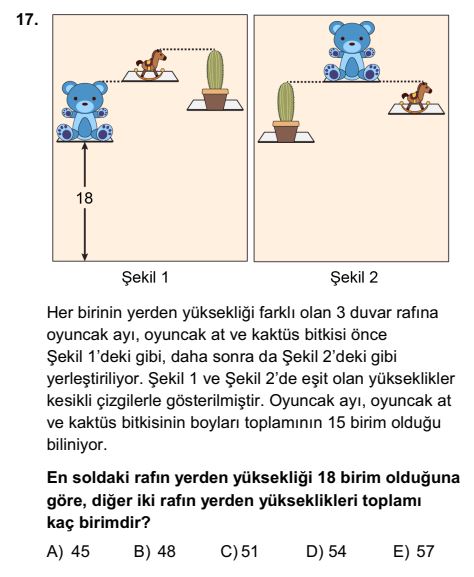 17.
18
Şekil 1
Şekil 2
Her birinin yerden yüksekliği farklı olan 3 duvar rafına
oyuncak ayı, oyuncak at ve kaktüs bitkisi önce
Şekil 1'deki gibi, daha sonra da Şekil 2'deki gibi
yerleştiriliyor. Şekil 1 ve Şekil 2'de eşit olan yükseklikler
kesikli çizgilerle gösterilmiştir. Oyuncak ayı, oyuncak at
ve kaktüs bitkisinin boyları toplamının 15 birim olduğu
biliniyor.
En soldaki rafın yerden yüksekliği 18 birim olduğuna
göre, diğer iki rafın yerden yükseklikleri toplamı
kaç birimdir?
A) 45 B) 48 C) 51 D) 54 E) 57